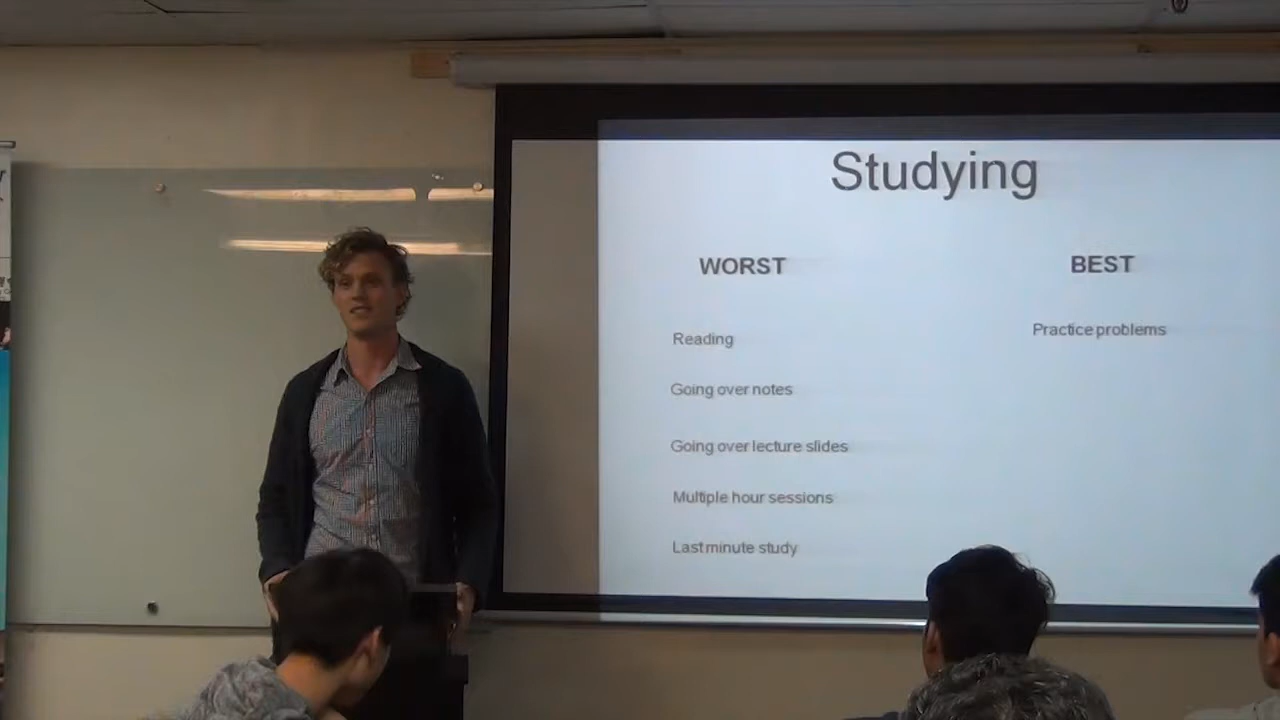 Studying
WORST
BEST
Reading
Practice problems
Going over notes
Going over lecture slides
Multiple hour sessions
Last minute study